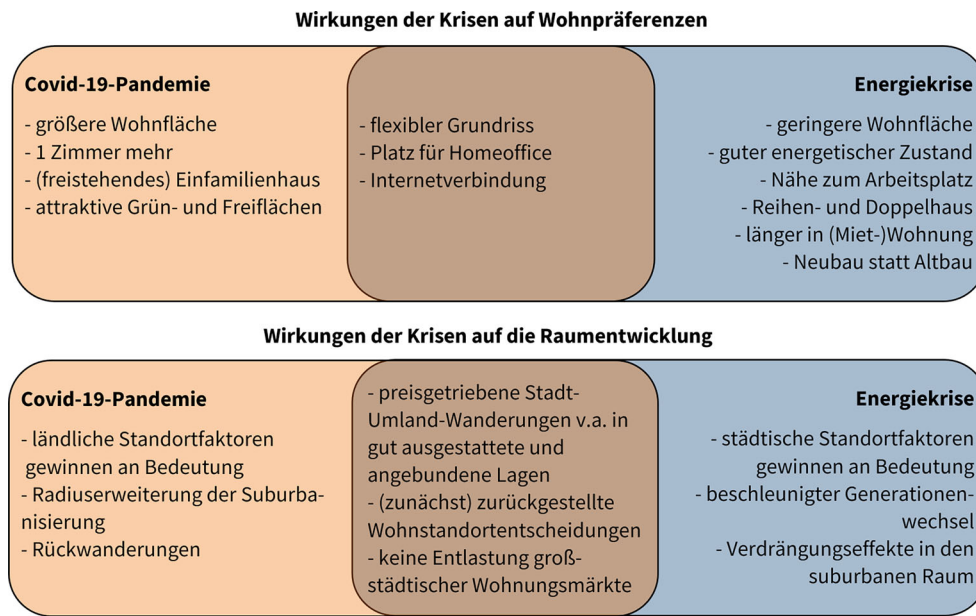 Wirkungen der Krisen auf Wohnpräferenzen
Covid-19-Pandemie
- größere Wohnfläche
- 1 Zimmer mehr
- (freistehendes) Einfamilienhaus
- attraktive Grün- und Freiflächen
- flexibler Grundriss
- Platz für Homeoffice
- Internetverbindung
Energiekrise
- geringere Wohnfläche
- guter energetischer Zustand
- Nähe zum Arbeitsplatz
- Reihen- und Doppelhaus
- länger in (Miet-)Wohnung
- Neubau statt Altbau
Wirkungen der Krisen auf die Raumentwicklung
Covid-19-Pandemie
- ländliche Standortfaktoren
gewinnen an Bedeutung
- Radiuserweiterung der Suburba-
nisierung
- Rückwanderungen
- preisgetriebene Stadt-
Umland-Wanderungen v.a. in
gut ausgestattete und
angebundene Lagen
- (zunächst) zurückgestellte
Wohnstandortentscheidungen
- keine Entlastung groß-
städtischer Wohnungsmärkte
Energiekrise
- städtische Standortfaktoren
gewinnen an Bedeutung
- beschleunigter Generationen-
wechsel
- Verdrängungseffekte in den
suburbanen Raum